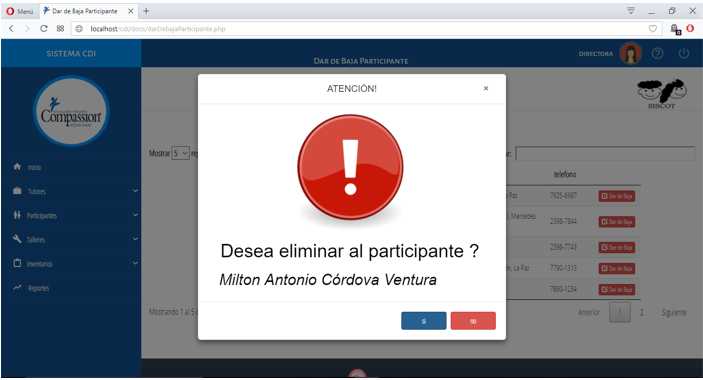 Menú
Dar de Baja Participante
localhost/cdi/docs/darDebajaParticipante.php
SISTEMA CDI
DIRECTORA
DAR DE BAJA PARTICIPANTE
ATENCIÓN!
×
Compassion
SISCOT
Mostrar 5 re
telefono
Inicio
Paz 7925-6987 Dar de Baja
Tutores
Mercedes
2398-7844 Dar de Baja
Participantes
Talleres
2396-7743 Dar de Baja
Desea eliminar al participante ?
Inventarios
La Paz 7790-1313 Dar de Baja
Milton Antonio Córdova Ventura
Reportes
7890-1234 Dar de Baja
Mostrando 1 al 5
Anterior 1 2 Siguiente
sí no